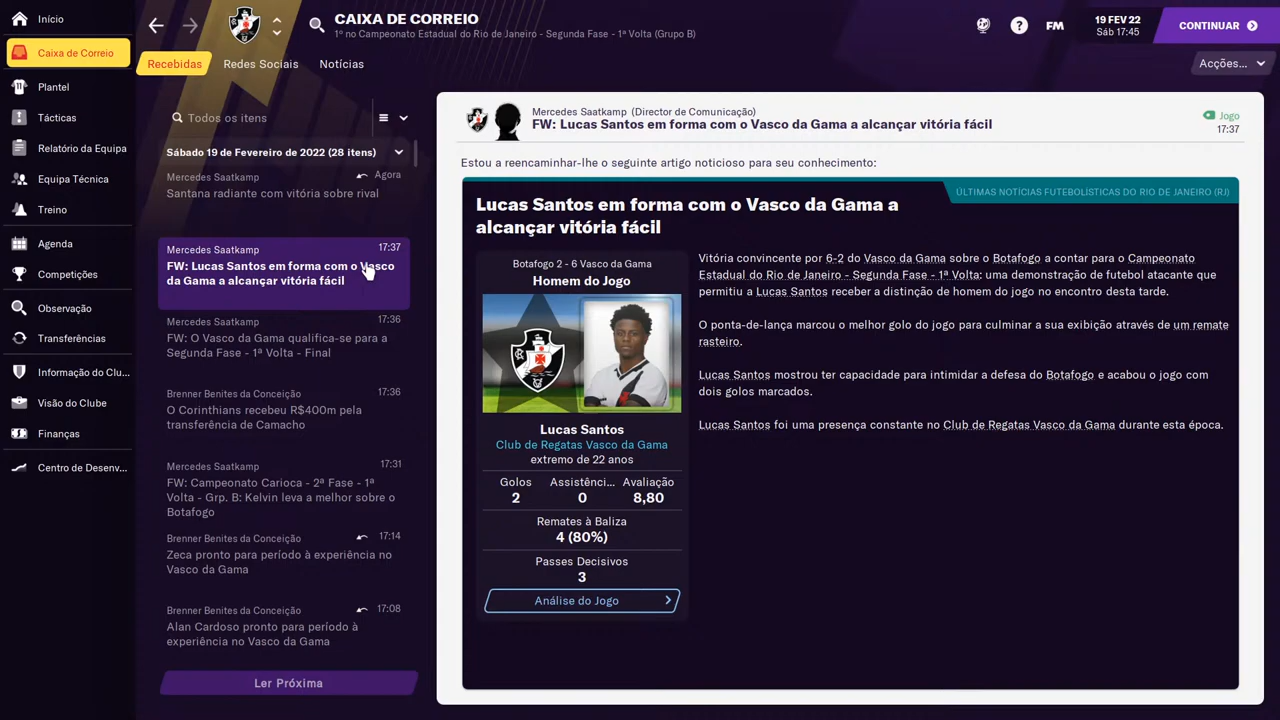 Início
Caixa de Correio
Plantel
Tácticas
Relatório da Equipa
Equipa Técnica
Treino
Agenda
Competições
Observação
Transferências
Informação do Clu...
Visão do Clube
Finanças
Centro de Desenv...
CAIXA DE CORREIO
1º no Campeonato Estadual do Rio de Janeiro - Segunda Fase - 1ª Volta (Grupo B)
FM
19 FEV 22
Sáb 17:45
CONTINUAR
Recebidas
Redes Sociais
Notícias
Acções...
Todos os itens
Sábado 19 de Fevereiro de 2022 (28 itens)
Mercedes Saatkamp
Agora
Santana radiante com vitória sobre rival
Mercedes Saatkamp
17:37
FW: Lucas Santos em forma com o Vasco
da Gama a alcançar vitória fácil
Mercedes Saatkamp
17:36
FW: O Vasco da Gama qualifica-se para a
Segunda Fase - 1ª Volta - Final
Brenner Benites da Conceição
17:36
O Corinthians recebeu R$400m pela
transferência de Camacho
Mercedes Saatkamp
17:31
FW: Campeonato Carioca - 2ª Fase - 1ª
Volta - Grp. B: Kelvin leva a melhor sobre o
Botafogo
Brenner Benites da Conceição
17:14
Zeca pronto para período à experiência no
Vasco da Gama
Brenner Benites da Conceição
17:08
Alan Cardoso pronto para período à
experiência no Vasco da Gama
Ler Próxima
Mercedes Saatkamp (Director de Comunicação)
FW: Lucas Santos em forma com o Vasco da Gama a alcançar vitória fácil
Jogo
17:37
Estou a reencaminhar-lhe o seguinte artigo noticioso para seu conhecimento:
ÚLTIMAS NOTÍCIAS FUTEBOLÍSTICAS DO RIO DE JANEIRO (RJ)
Lucas Santos em forma com o Vasco da Gama a
alcançar vitória fácil
Botafogo 2 - 6 Vasco da Gama
Homem do Jogo
Lucas Santos
Club de Regatas Vasco da Gama
extremo de 22 anos
Golos
2
Assistênci...
0
Avaliação
8,80
Remates à Baliza
4 (80%)
Passes Decisivos
3
Análise do Jogo
Vitória convincente por 6-2 do Vasco da Gama sobre o Botafogo a contar para o Campeonato
Estadual do Rio de Janeiro - Segunda Fase - 1ª Volta: uma demonstração de futebol atacante que
permitiu a Lucas Santos receber a distinção de homem do jogo no encontro desta tarde.
O ponta-de-lança marcou o melhor golo do jogo para culminar a sua exibição através de um remate
rasteiro.
Lucas Santos mostrou ter capacidade para intimidar a defesa do Botafogo e acabou o jogo com
dois golos marcados.
Lucas Santos foi uma presença constante no Club de Regatas Vasco da Gama durante esta época.